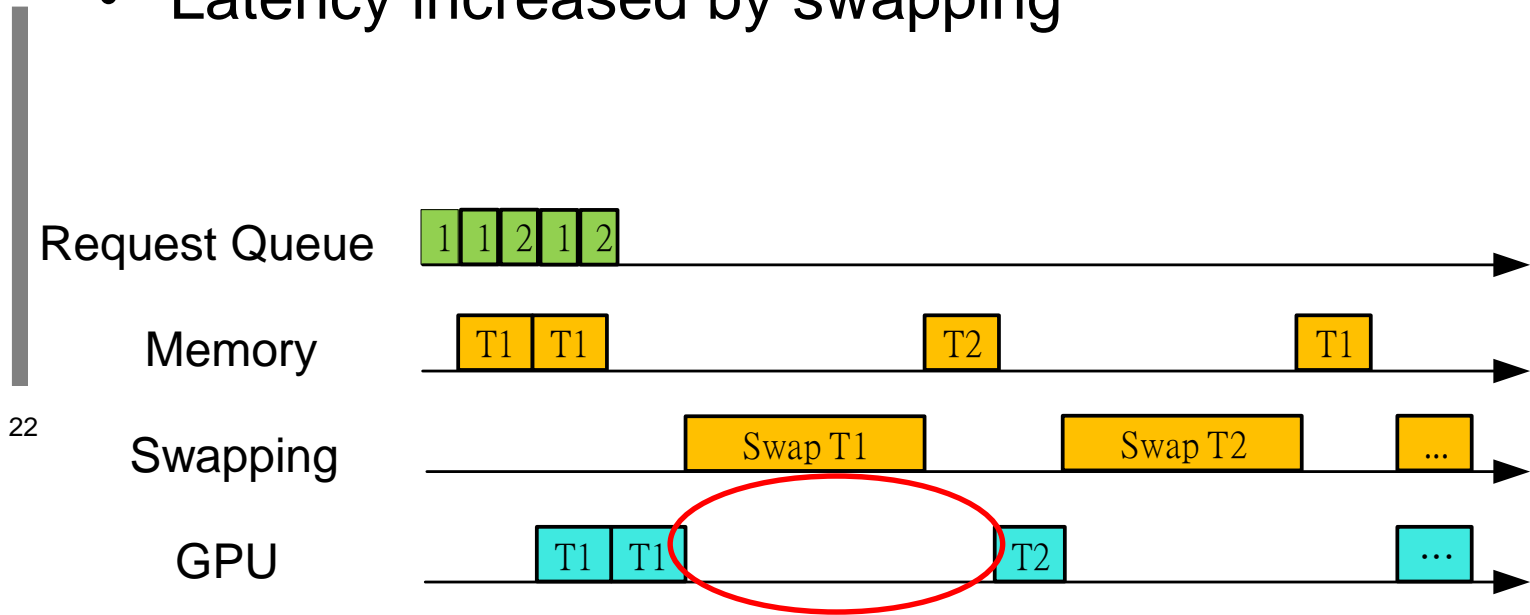 • Latency increased by swapping
Request Queue 1 1 2 1 2
Memory T1 T1 T2 T1
22
Swapping Swap T1 Swap T2 ...
GPU T1 T1 T2 ...